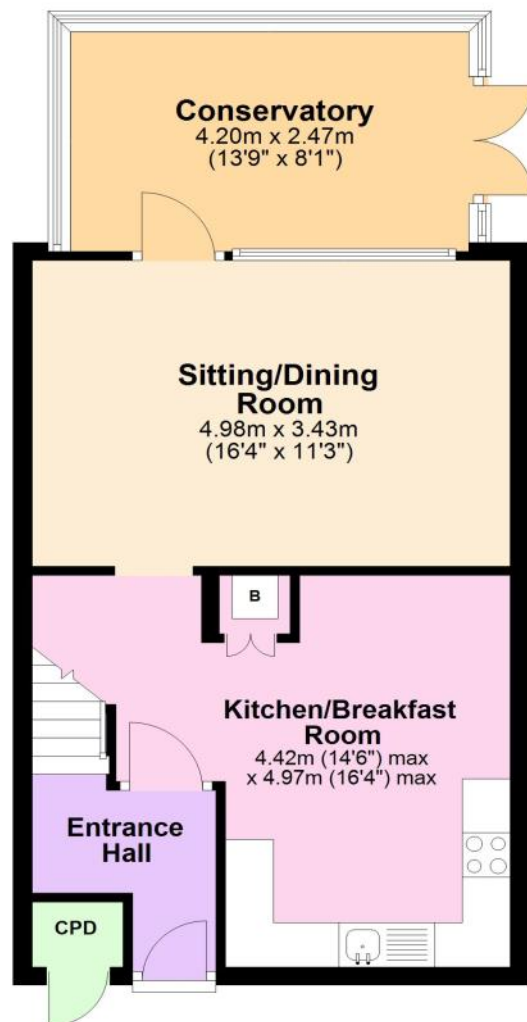 Conservatory
4.20m x 2.47m
(13'9" x 8'1")
Sitting/Dining
Room
4.98m x 3.43m
(16'4" x 11'3")
B
Kitchen/Breakfast
Room
4.42m (14'6") max
x 4.97m (16'4") max
Entrance
Hall
CPD